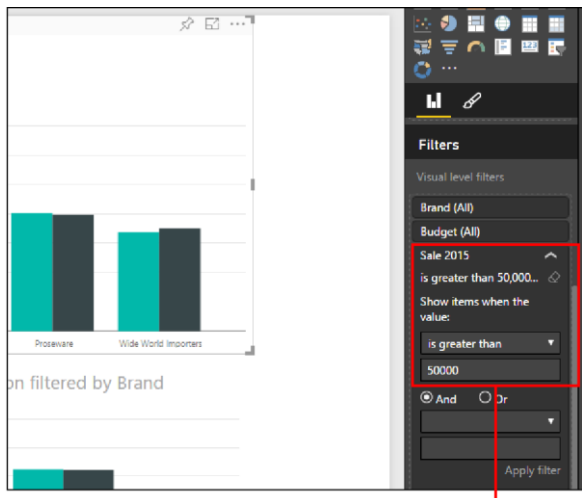 123
Filters
Visual level filters
Brand (All)
Budget (All)
Sale 2015
is greater than 50,000...
Show items when the
value:
is greater than
50000
And Or
Apply filter
Proseware Wide World Importers
on filtered by Brand